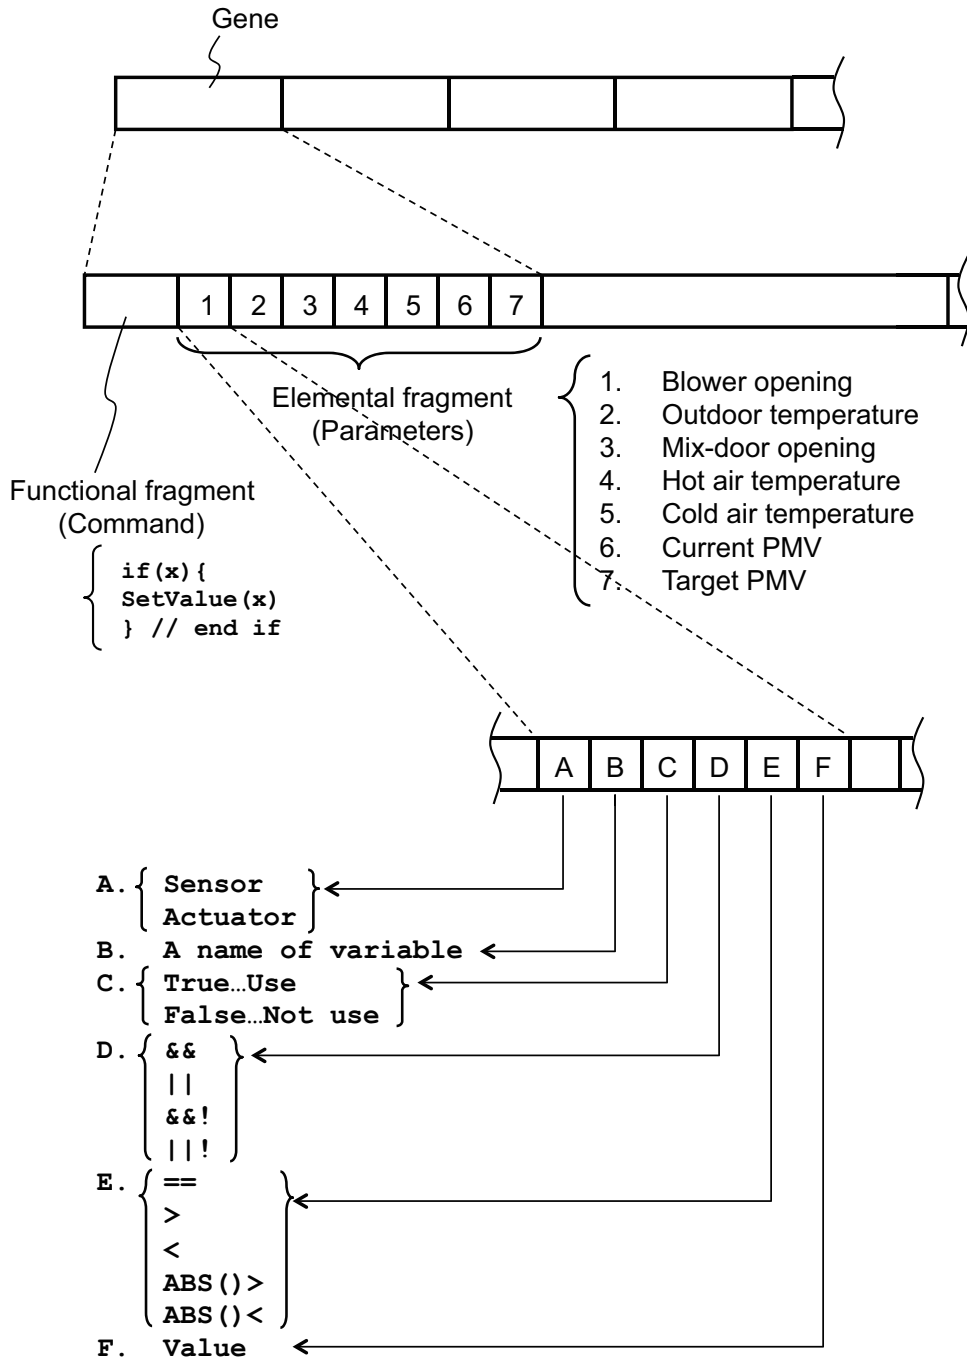 Gene
1 2 3 4 5 6 7
Elemental fragment
(Parameters)
1. Blower opening
2. Outdoor temperature
3. Mix-door opening
4. Hot air temperature
5. Cold air temperature
6. Current PMV
7. Target PMV
Functional fragment
(Command)
if(x){
SetValue(x)
} // end if
A B C D E F
A. Sensor
Actuator
B. A name of variable
C. True…Use
False…Not use
D. &&
||
&&!
||!
E. ==
>
<
ABS()>
ABS()<
F. Value